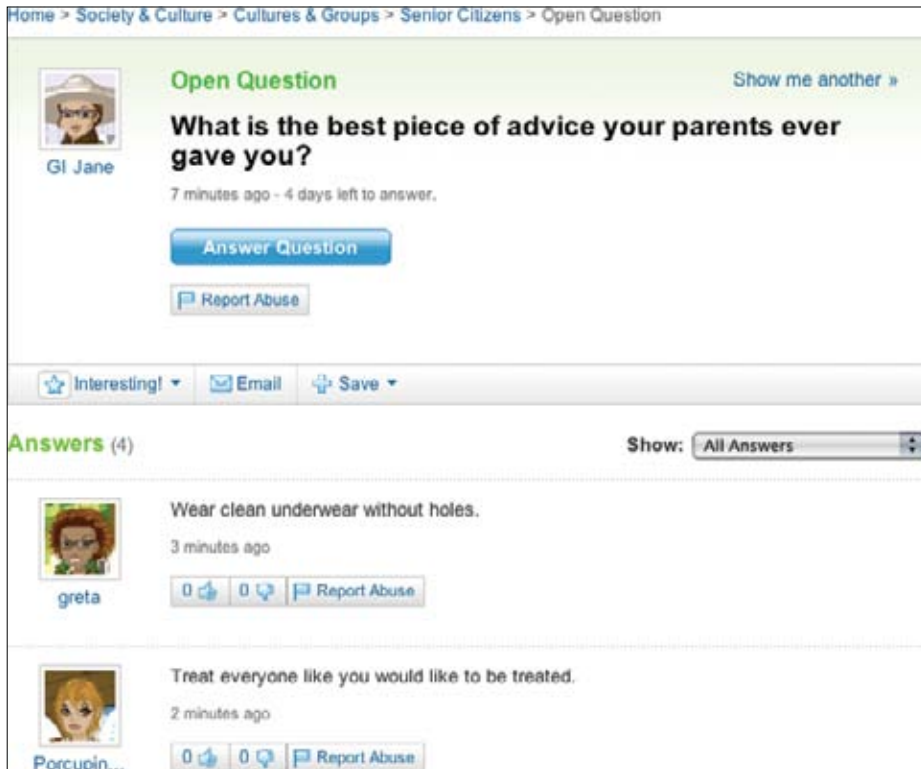 Home > Society & Culture > Cultures & Groups > Senior Citizens > Open Question
Open Question
Show me another »
What is the best piece of advice your parents ever
gave you?
GI Jane
7 minutes ago - 4 days left to answer.
Answer Question
Report Abuse
Interesting! Email Save
Answers (4)
Show: All Answers
Wear clean underwear without holes.
3 minutes ago
greta
0 0 Report Abuse
Treat everyone like you would like to be treated.
2 minutes ago
0 0 Report Abuse
Porcupin...